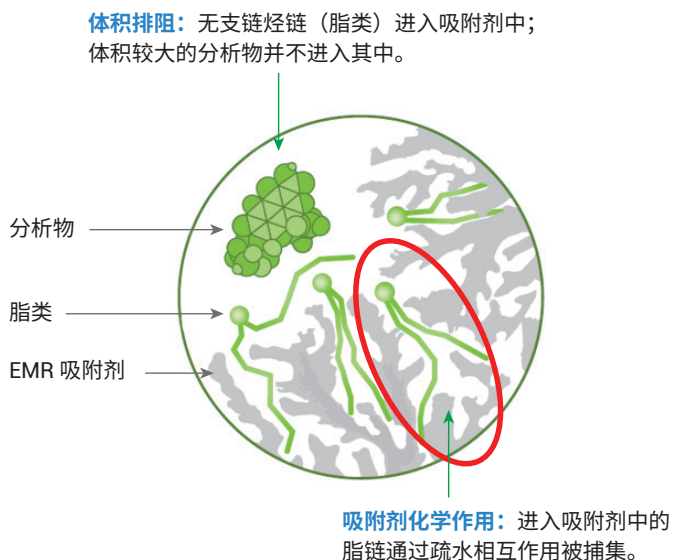 体积排阻：无支链烃链（脂类）进入吸附剂中；
体积较大的分析物并不进入其中。
分析物
脂类
EMR 吸附剂
吸附剂化学作用：进入吸附剂中的
脂链通过疏水相互作用被捕集。